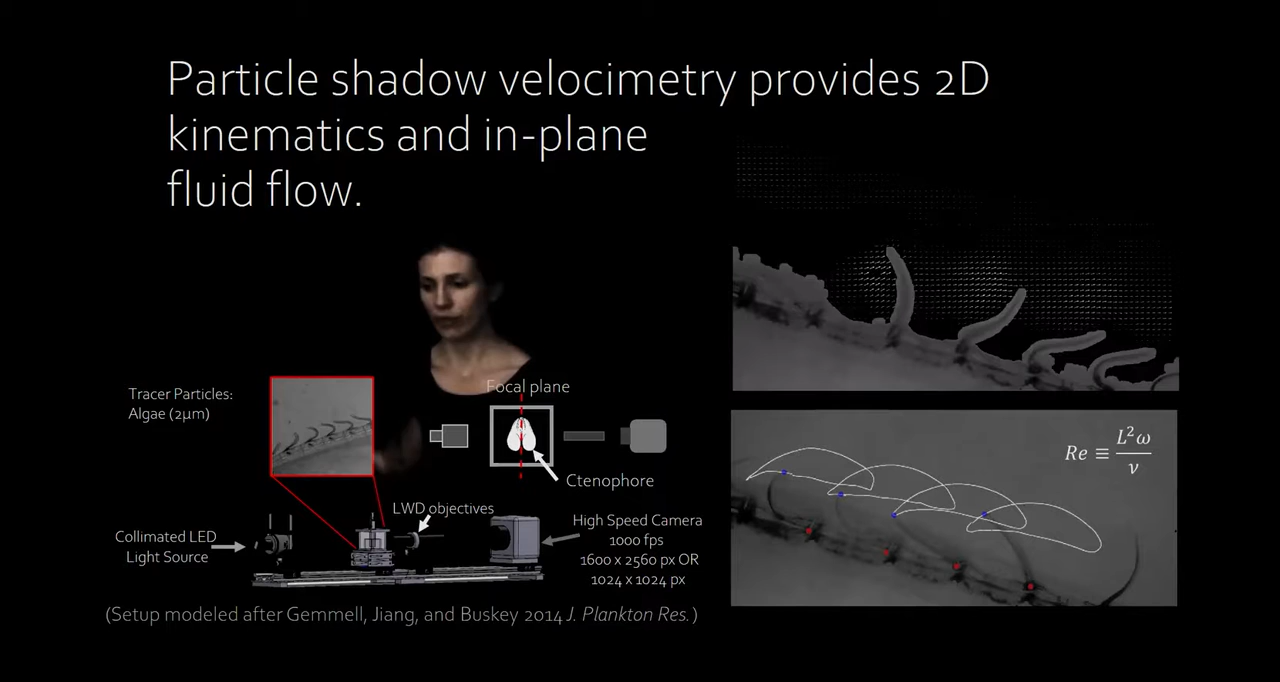 Particle shadow velocimetry provides 2D
kinematics and in-plane
fluid flow.
Tracer Particles:
Algae (2µm)
Focal plane
Ctenophore
LWD objectives
Collimated LED
Light Source
High Speed Camera
1000 fps
1600 x 2560 px OR
1024 x 1024 px
(Setup modeled after Gemmell, Jiang, and Buskey 2014 J. Plankton Res.)
Re ≡ L²ω/ν